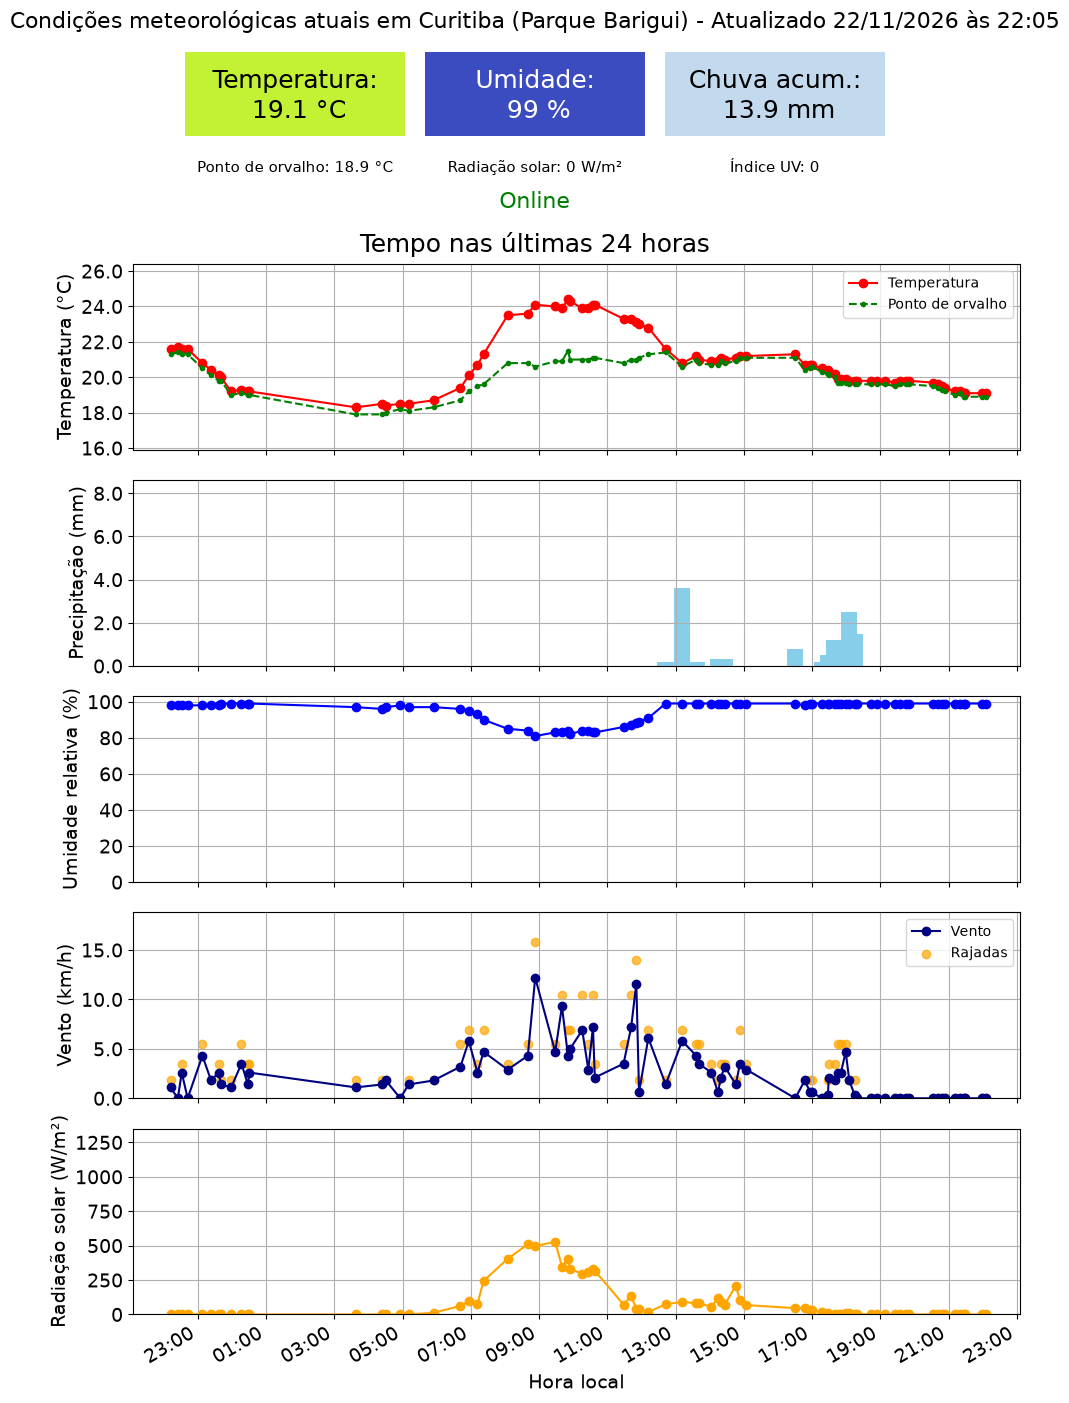 Condições meteorológicas atuais em Curitiba (Parque Barigui) - Atualizado 22/11/2026 às 22:05
Temperatura:
19.1 °C
Umidade:
99 %
Chuva acum.:
13.9 mm
Ponto de orvalho: 18.9 °C
Radiação solar: 0 W/m²
Índice UV: 0
Online
Tempo nas últimas 24 horas
Temperatura (°C)
26.0
24.0
22.0
20.0
18.0
16.0
Temperatura
Ponto de orvalho
Precipitação (mm)
8.0
6.0
4.0
2.0
0.0
Umidade relativa (%)
100
80
60
40
20
0
Vento (km/h)
15.0
10.0
5.0
0.0
Vento
Rajadas
Radiação solar (W/m²)
1250
1000
750
500
250
0
23:00
01:00
03:00
05:00
07:00
09:00
11:00
13:00
15:00
17:00
19:00
21:00
23:00
Hora local